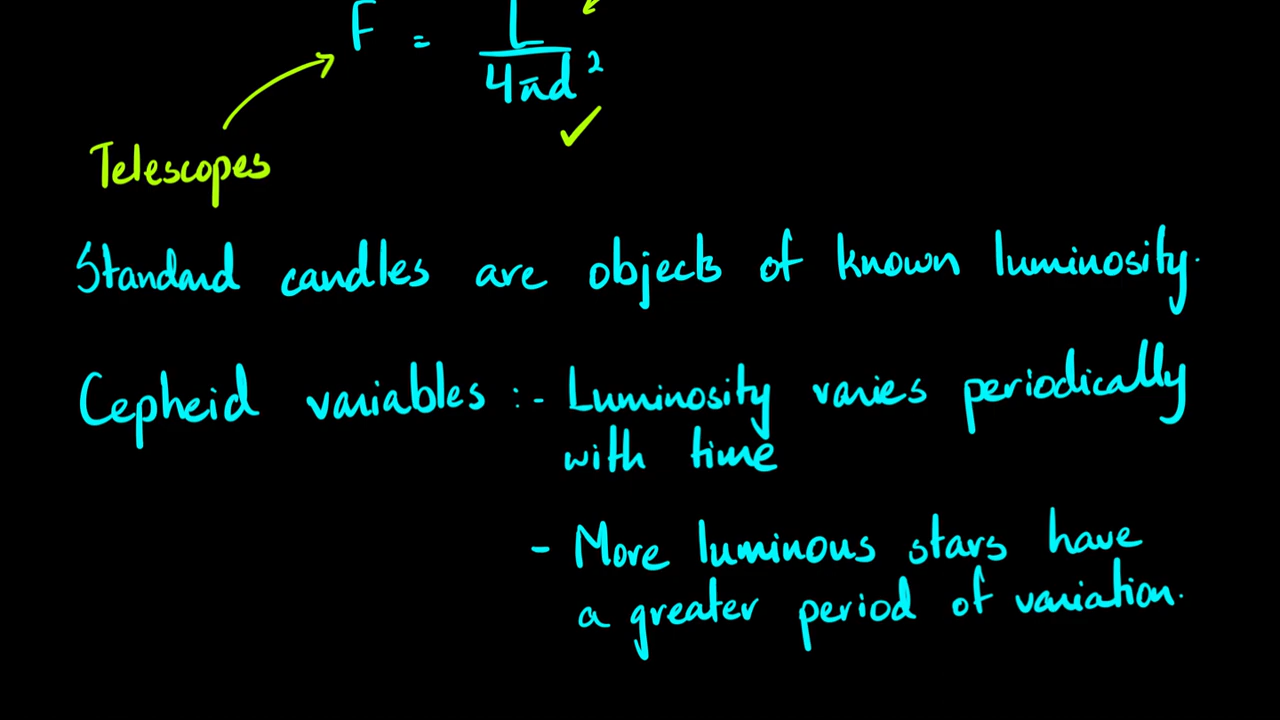 F = L / 4πd²
Telescopes
Standard candles are objects of known luminosity.
Cepheid variables :- Luminosity varies periodically
with time
- More luminous stars have
a greater period of variation.